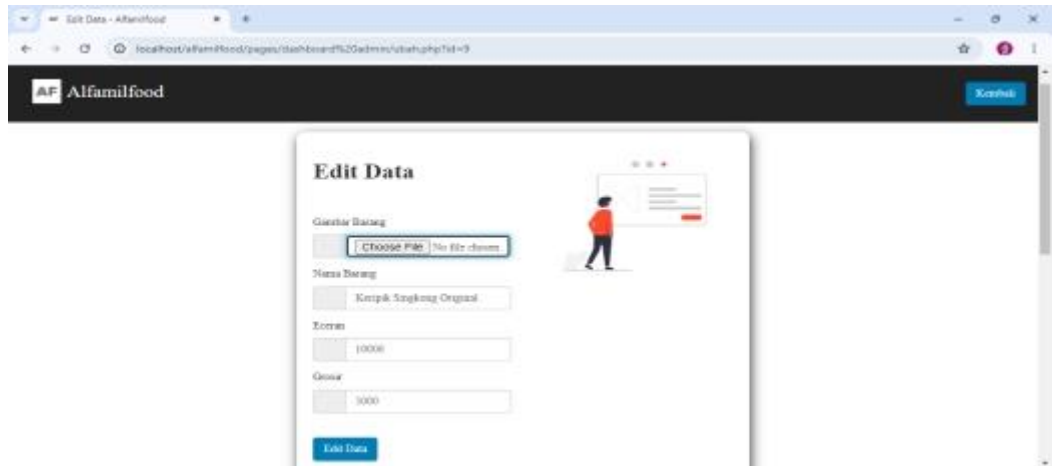 Edit Data - Alfamilfood
localhost/alfamilfood/pages/dashboard%20admin/ubah.php?id=9
AF Alfamilfood
Kembali
Edit Data
Gambar Barang
Choose File No file chosen
Nama Barang
Keripik Singkong Original
Eceran
10000
Grosir
3000
Edit Data